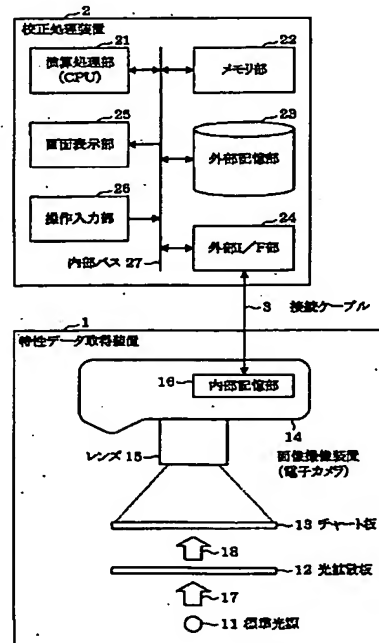 2
校正処理装置
21
演算処理部
(CPU)
22
メモリ部
25
画面表示部
23
外部記憶部
26
操作入力部
24
外部I/F部
内部バス 27
3 接続ケーブル
1
特性データ取得装置
16
内部記憶部
14
レンズ 15
画像撮像装置
(電子カメラ)
13 チャート板
18
12 光拡散板
17
11 標準光源